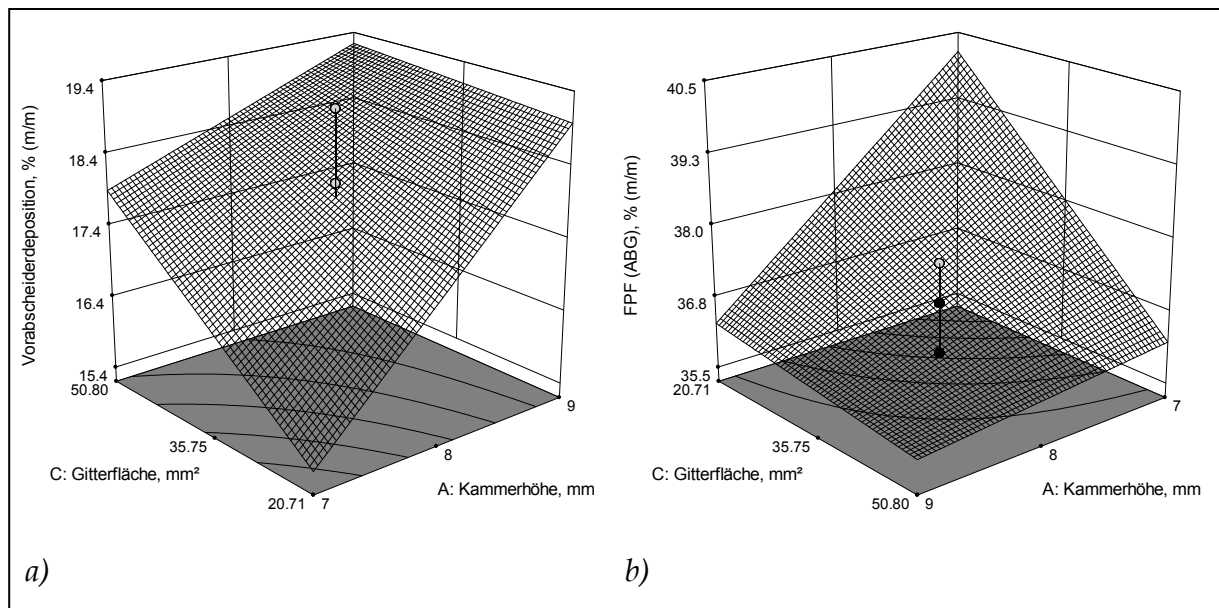 Vorabscheiderdeposition, % (m/m)
19.4
18.4
17.4
16.4
15.4
50.80
35.75
20.71
C: Gitterfläche, mm²
7
8
9
A: Kammerhöhe, mm
a)
FPF (ABG), % (m/m)
40.5
39.3
38.0
36.8
35.5
20.71
35.75
50.80
C: Gitterfläche, mm²
9
8
7
A: Kammerhöhe, mm
b)